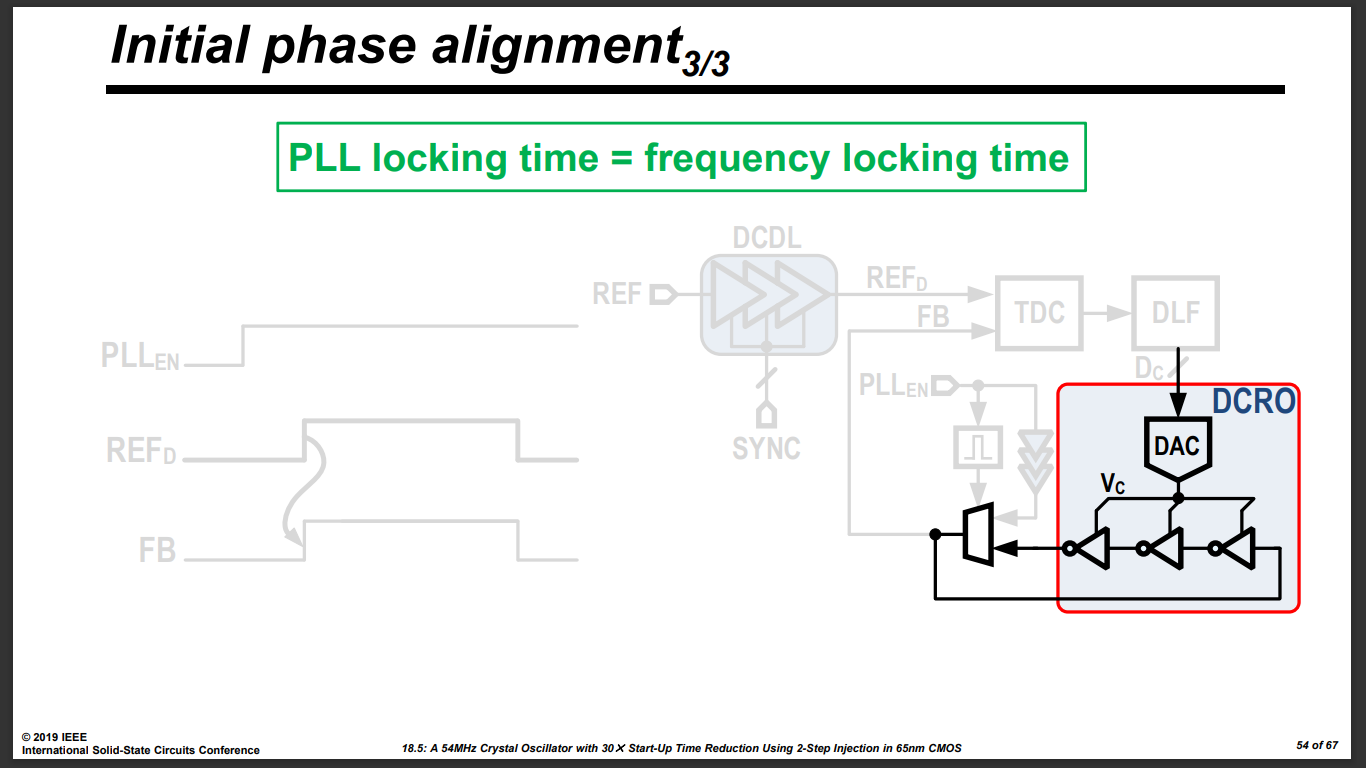 Initial phase alignment3/3
PLL locking time = frequency locking time
DCDL
REF
REFD
FB
TDC
DLF
PLLEN
DC
PLLEN
DCRO
DAC
REFD
SYNC
VC
FB
© 2019 IEEE
International Solid-State Circuits Conference
18.5: A 54MHz Crystal Oscillator with 30✕ Start-Up Time Reduction Using 2-Step Injection in 65nm CMOS
54 of 67